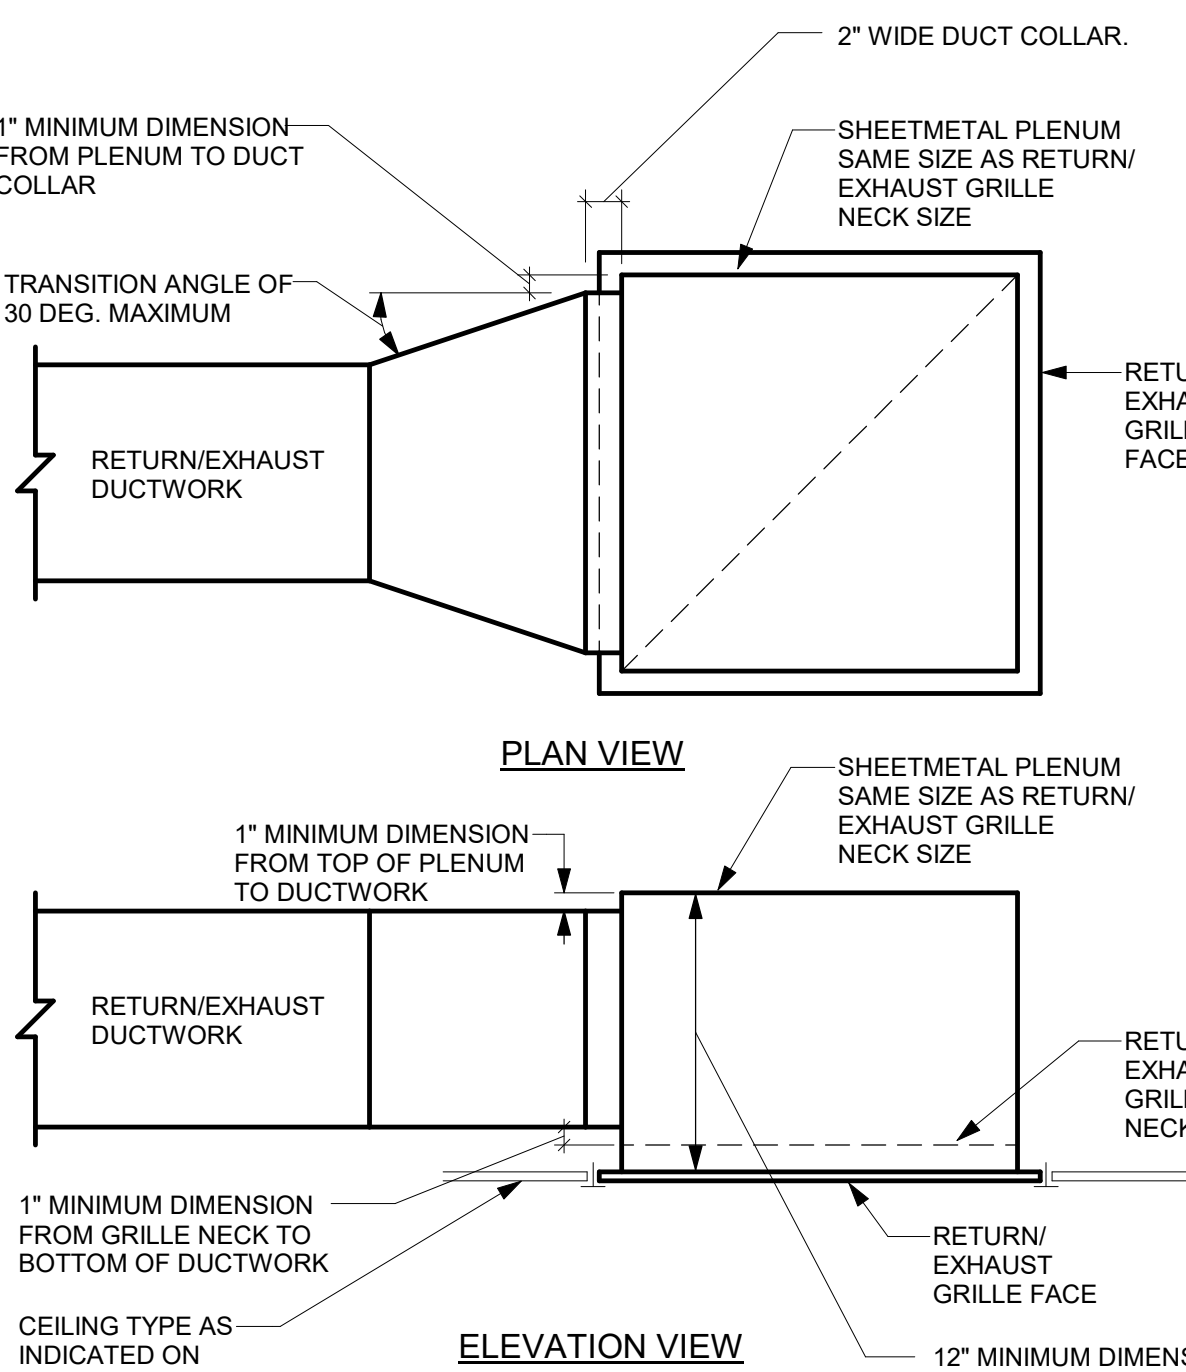 2" WIDE DUCT COLLAR.
1" MINIMUM DIMENSION
FROM PLENUM TO DUCT
COLLAR
SHEETMETAL PLENUM
SAME SIZE AS RETURN/
EXHAUST GRILLE
NECK SIZE
TRANSITION ANGLE OF
30 DEG. MAXIMUM
RETURN/EXHAUST
DUCTWORK
FACE
PLAN VIEW
SHEETMETAL PLENUM
SAME SIZE AS RETURN/
EXHAUST GRILLE
NECK SIZE
1" MINIMUM DIMENSION
FROM TOP OF PLENUM
TO DUCTWORK
RETURN/EXHAUST
DUCTWORK
NECK
1" MINIMUM DIMENSION
FROM GRILLE NECK TO
BOTTOM OF DUCTWORK
RETURN/
EXHAUST
GRILLE FACE
CEILING TYPE AS
INDICATED ON
ELEVATION VIEW
12" MINIMUM